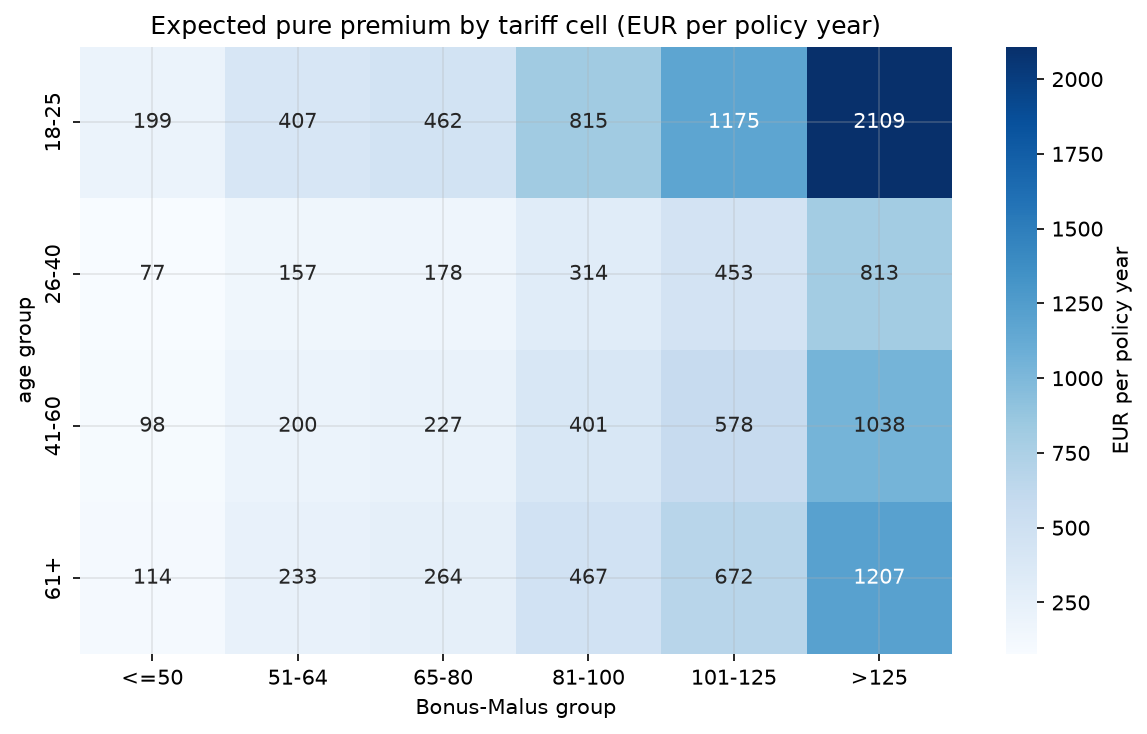 Expected pure premium by tariff cell (EUR per policy year)
18-25
199 407 462 815 1175 2109
26-40
77 157 178 314 453 813
41-60
98 200 227 401 578 1038
61+
114 233 264 467 672 1207
age group
<=50 51-64 65-80 81-100 101-125 >125
Bonus-Malus group
2000
1750
1500
1250
1000
750
500
250
EUR per policy year